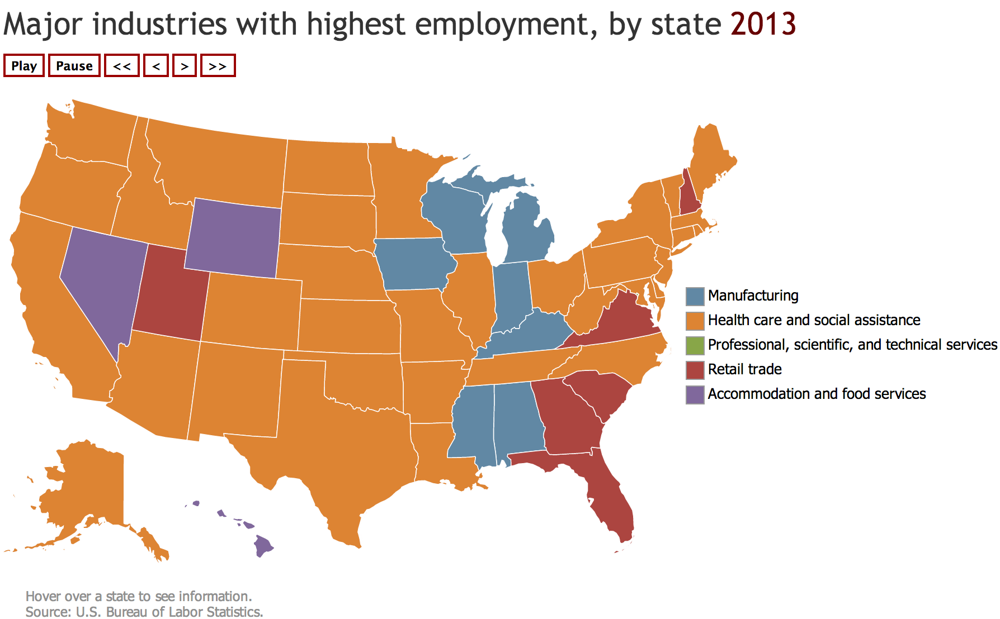 Major industries with highest employment, by state 2013
Play Pause << < > >>
Manufacturing
Health care and social assistance
Professional, scientific, and technical services
Retail trade
Accommodation and food services
Hover over a state to see information.
Source: U.S. Bureau of Labor Statistics.